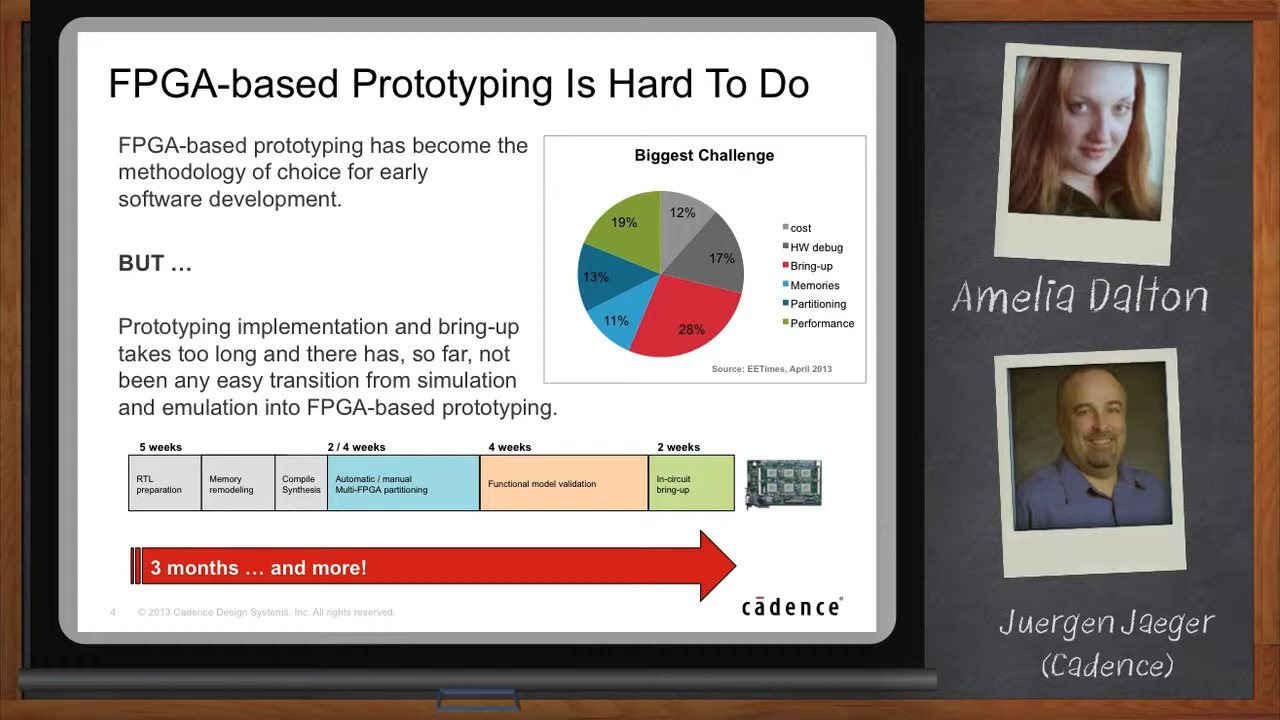 FPGA-based Prototyping Is Hard To Do
FPGA-based prototyping has become the
methodology of choice for early
software development.
BUT …
Prototyping implementation and bring-up
takes too long and there has, so far, not
been any easy transition from simulation
and emulation into FPGA-based prototyping.
Biggest Challenge
12%
17%
28%
11%
13%
19%
cost
HW debug
Bring-up
Memories
Partitioning
Performance
Source: EETimes, April 2013
5 weeks
2 / 4 weeks
4 weeks
2 weeks
RTL
preparation
Memory
remodeling
Compile
Synthesis
Automatic / manual
Multi-FPGA partitioning
Functional model validation
In-circuit
bring-up
3 months … and more!
4 © 2013 Cadence Design Systems. Inc. All rights reserved.
cādence®
Amelia Dalton
Juergen Jaeger
(Cadence)